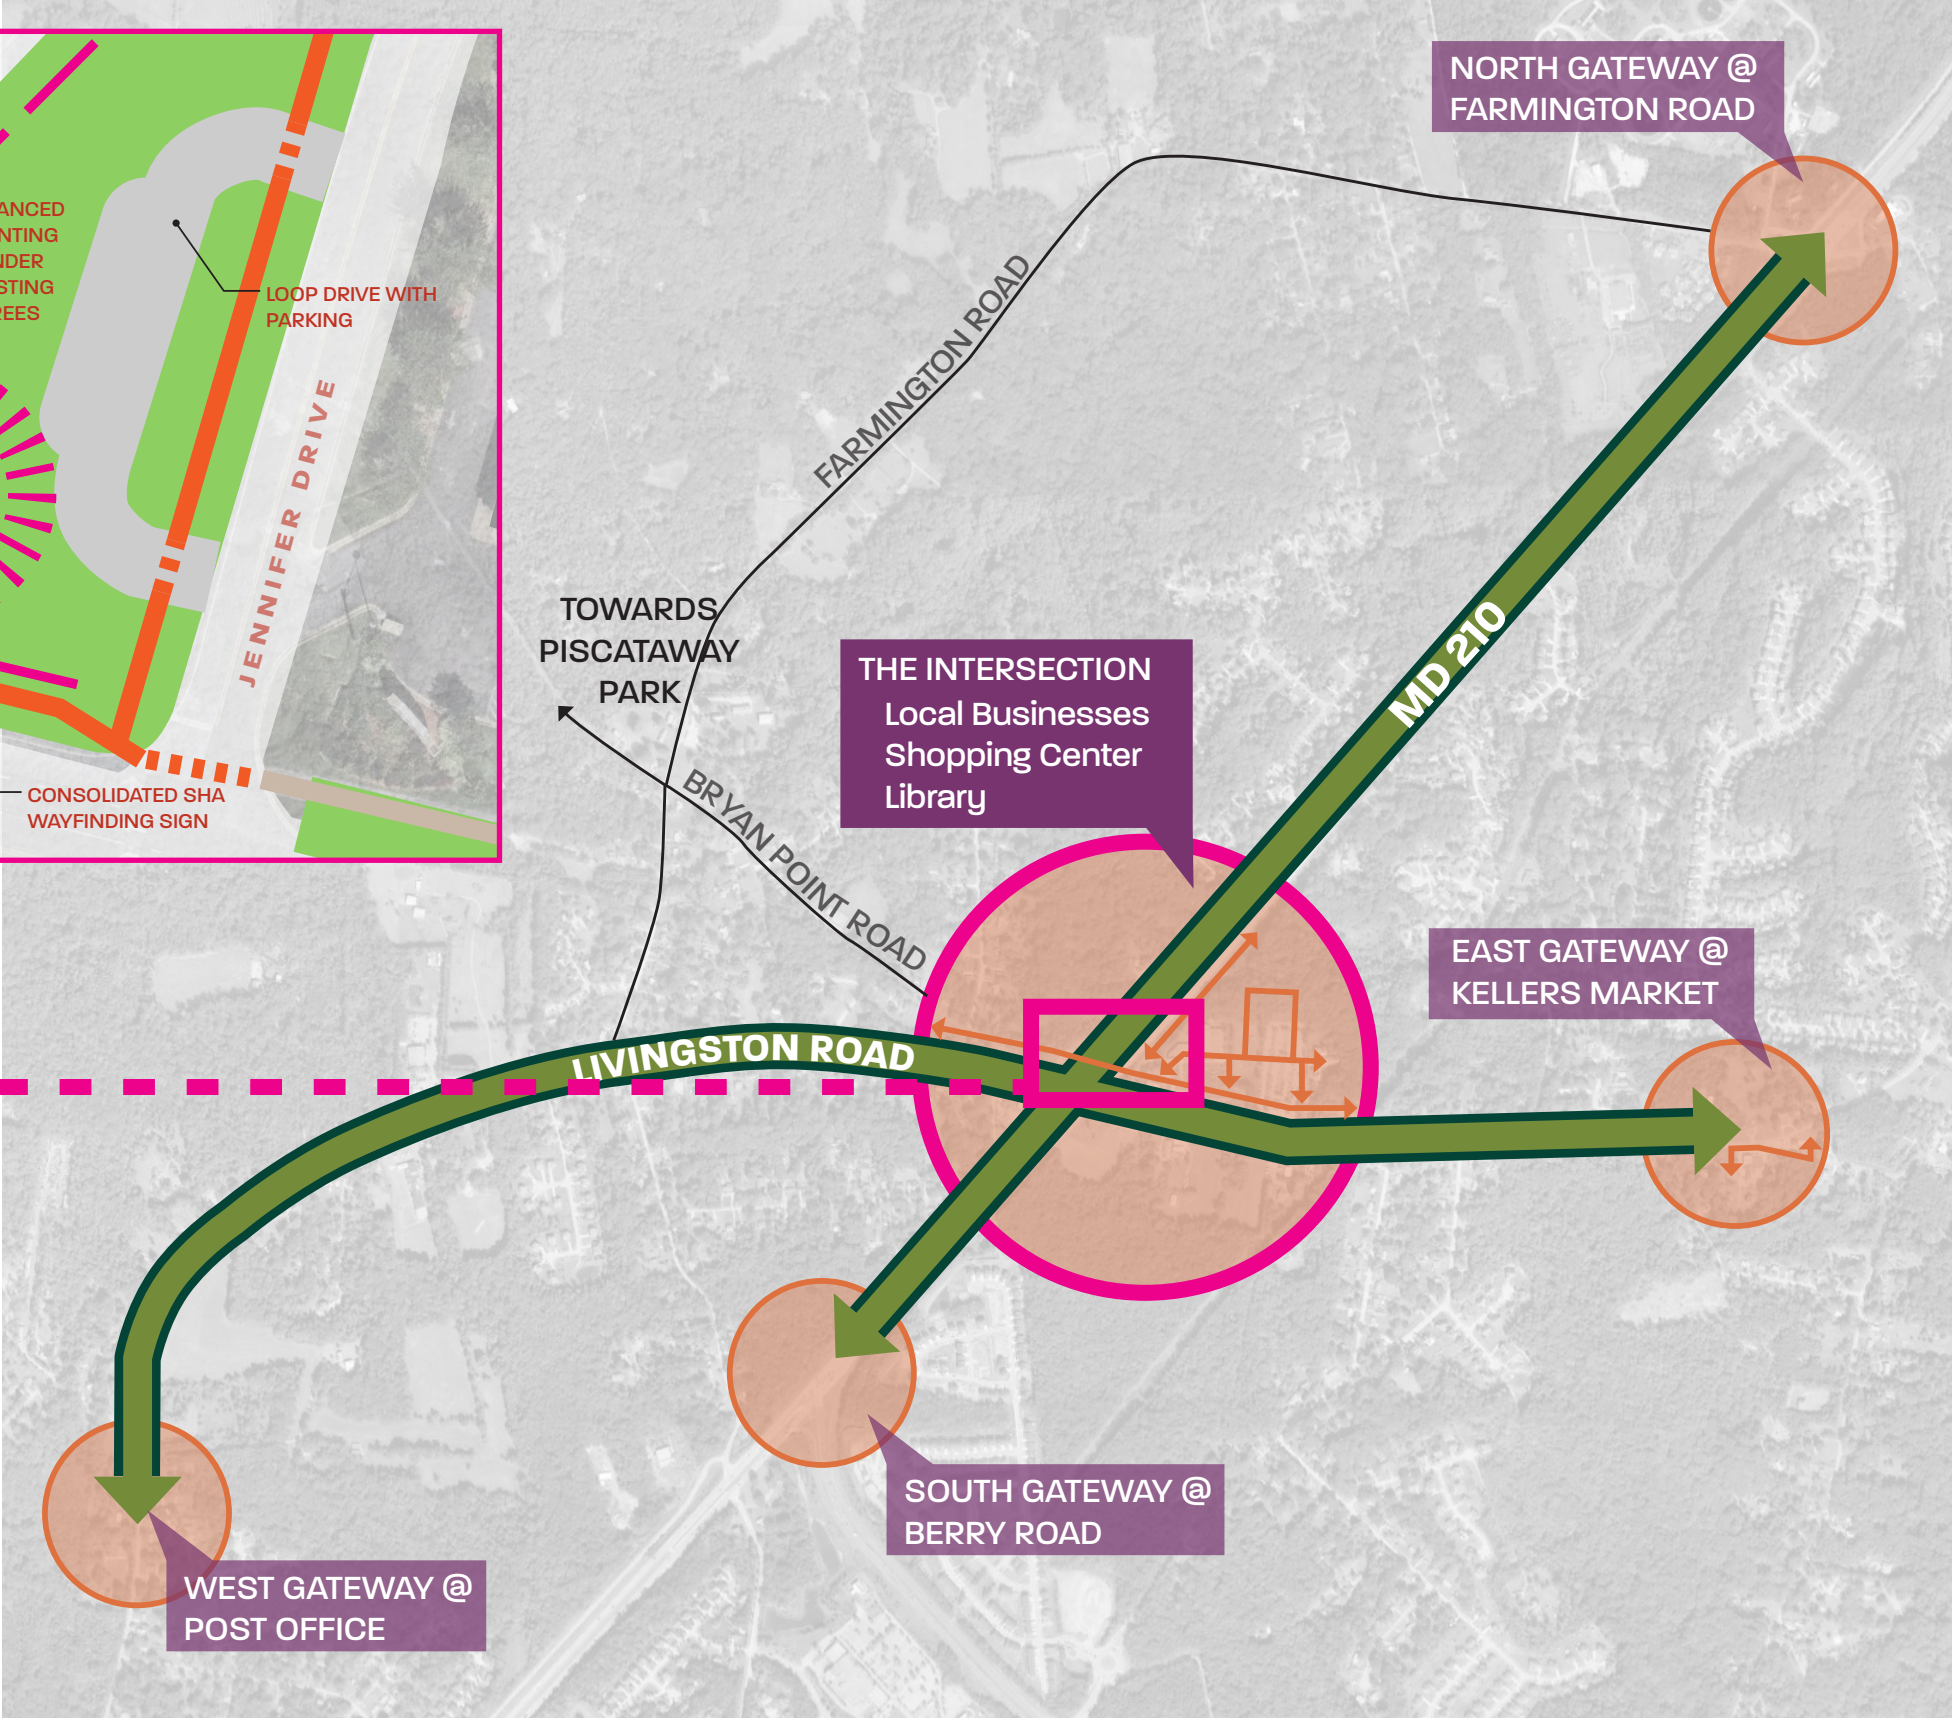 NORTH GATEWAY @
FARMINGTON ROAD
LOOP DRIVE WITH
PARKING
JENNIFER DRIVE
CONSOLIDATED SHA
WAYFINDING SIGN
FARMINGTON ROAD
TOWARDS
PISCATAWAY
PARK
BRYAN POINT ROAD
THE INTERSECTION
Local Businesses
Shopping Center
Library
MD 210
EAST GATEWAY @
KELLERS MARKET
LIVINGSTON ROAD
SOUTH GATEWAY @
BERRY ROAD
WEST GATEWAY @
POST OFFICE